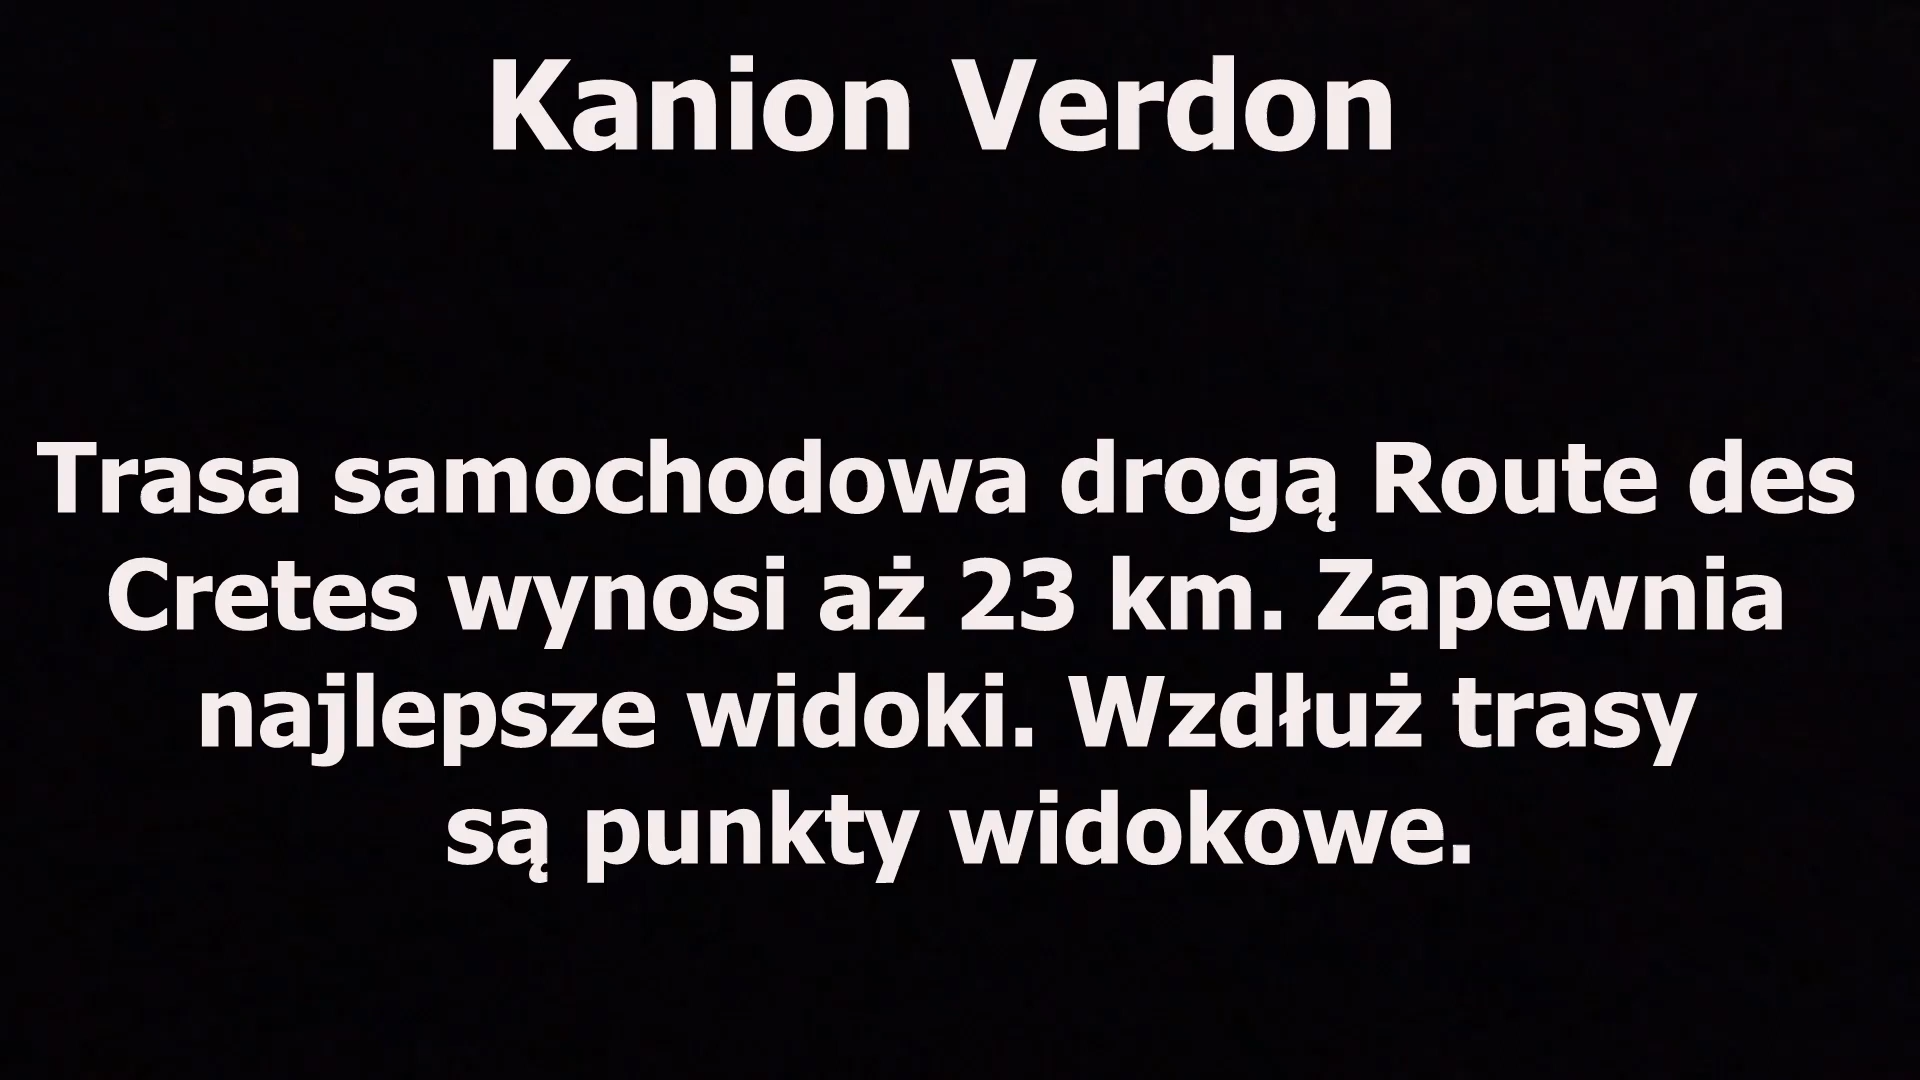 Kanion Verdon
Trasa samochodowa drogą Route des
Cretes wynosi aż 23 km. Zapewnia
najlepsze widoki. Wzdłuż trasy
są punkty widokowe.